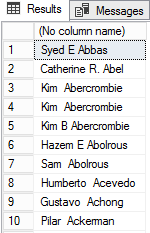 Results Messages
(No column name)
1 Syed E Abbas
2 Catherine R. Abel
3 Kim  Abercrombie
4 Kim  Abercrombie
5 Kim B Abercrombie
6 Hazem E Abolrous
7 Sam  Abolrous
8 Humberto  Acevedo
9 Gustavo  Achong
10 Pilar  Ackerman